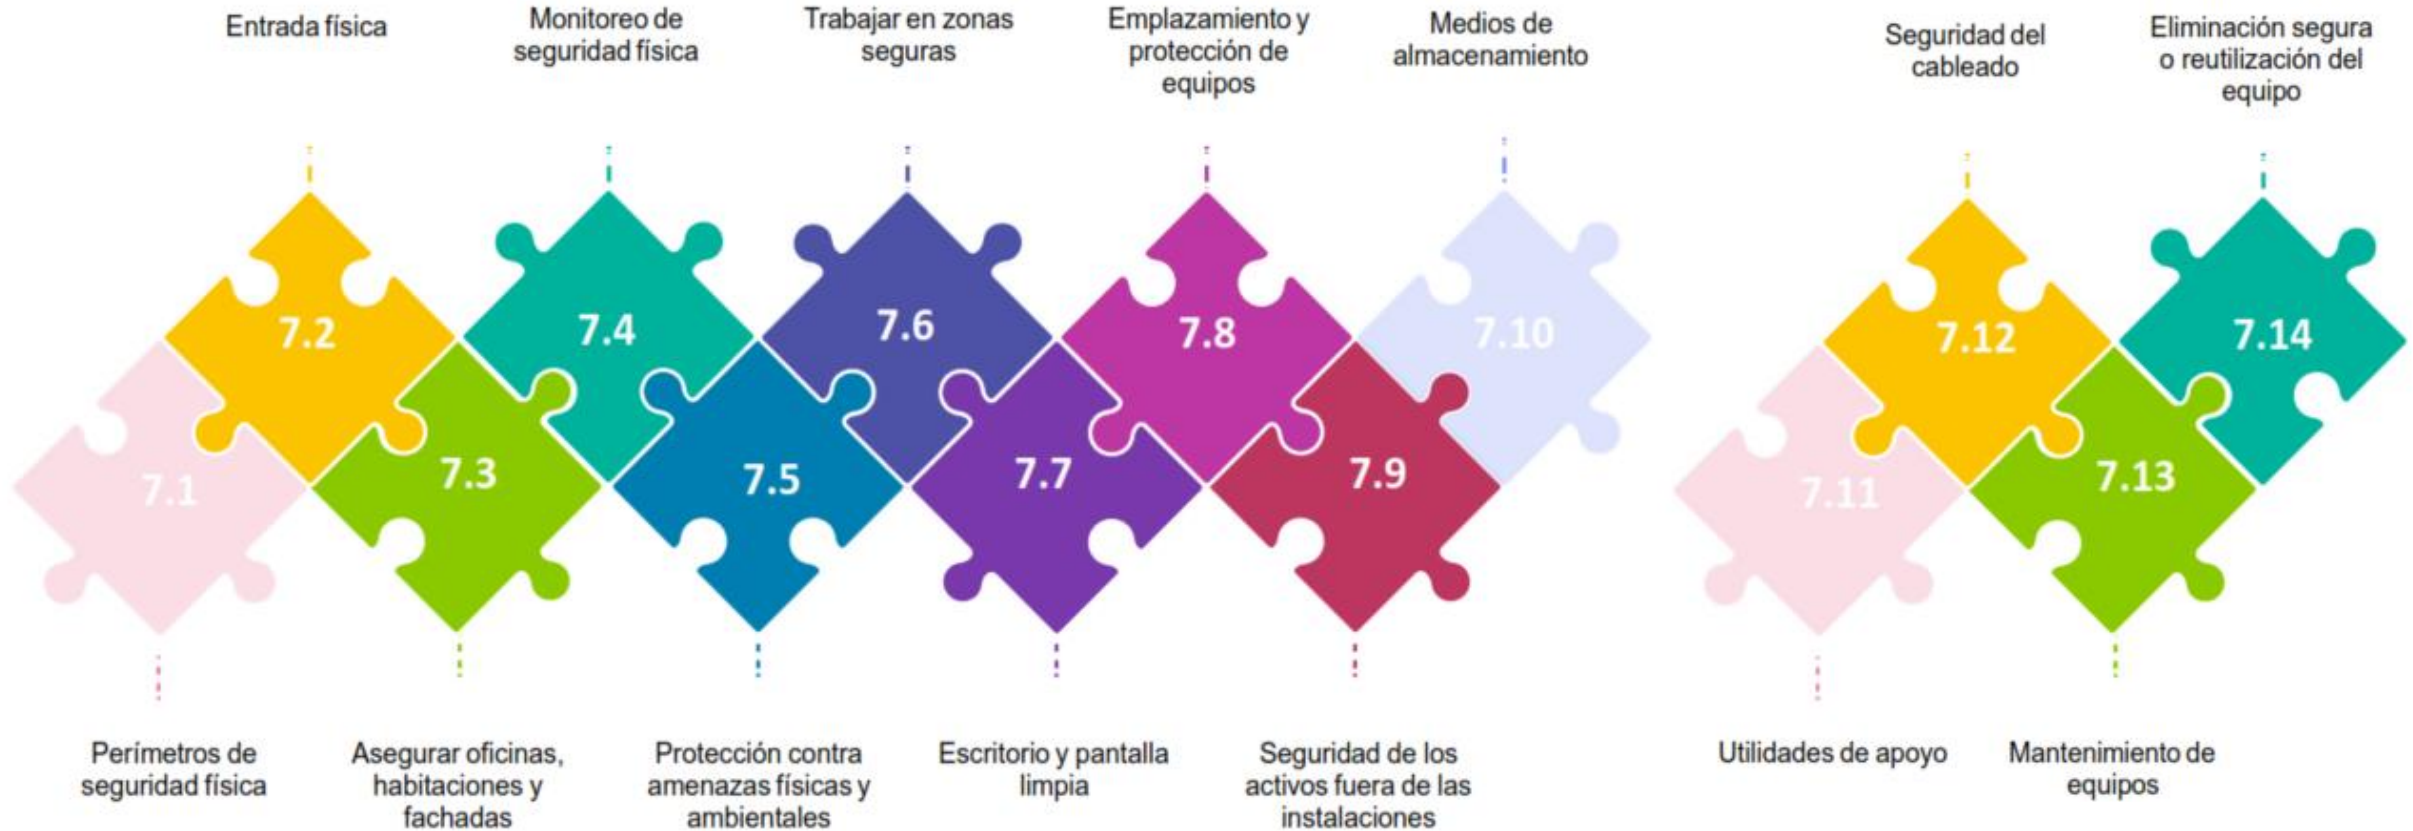 Entrada física
Monitoreo de
seguridad física
Trabajar en zonas
seguras
Emplazamiento y
protección de
equipos
Medios de
almacenamiento
Seguridad del
cableado
Eliminación segura
o reutilización del
equipo
7.1
7.2
7.3
7.4
7.5
7.6
7.7
7.8
7.9
7.10
7.11
7.12
7.13
7.14
Perímetros de
seguridad física
Asegurar oficinas,
habitaciones y
fachadas
Protección contra
amenazas físicas y
ambientales
Escritorio y pantalla
limpia
Seguridad de los
activos fuera de las
instalaciones
Utilidades de apoyo
Mantenimiento de
equipos